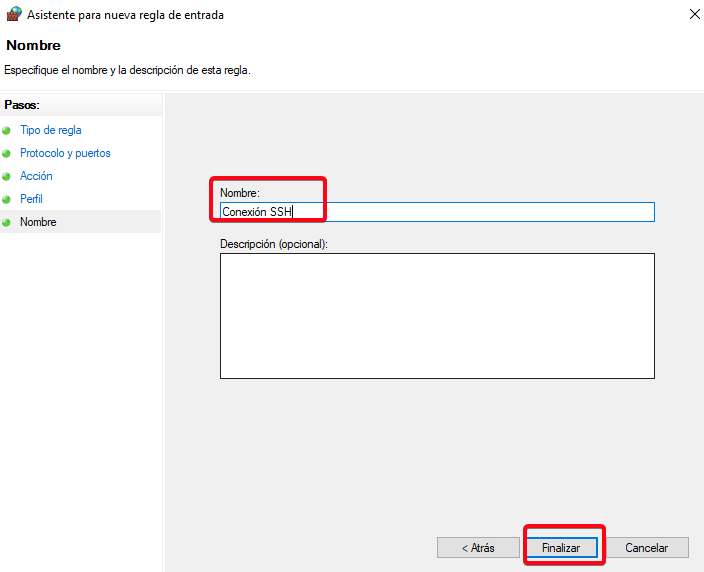 Asistente para nueva regla de entrada
Nombre
Especifique el nombre y la descripción de esta regla.
Pasos:
Tipo de regla
Protocolo y puertos
Acción
Perfil
Nombre
Nombre:
Conexión SSH
Descripción (opcional):
< Atrás
Finalizar
Cancelar